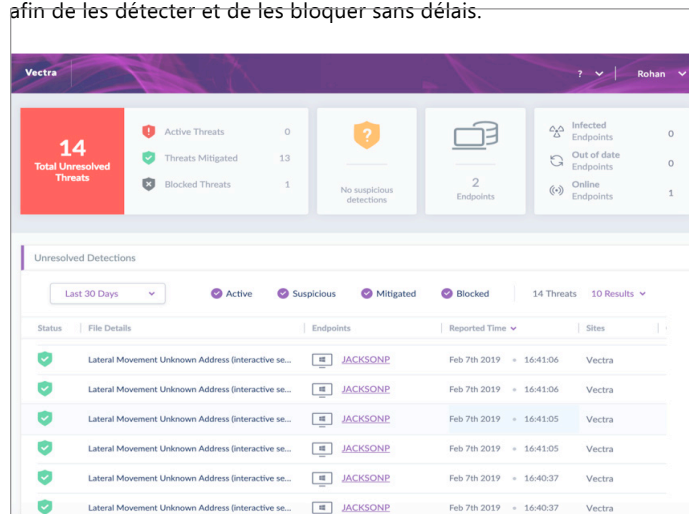 afin de les détecter et de les bloquer sans délais.
Vectra
?
Rohan
14
Total Unresolved
Threats
Active Threats 0
Threats Mitigated 13
Blocked Threats 1
No suspicious
detections
2
Endpoints
Infected
Endpoints 0
Out of date
Endpoints 0
Online
Endpoints 1
Unresolved Detections
Last 30 Days
Active
Suspicious
Mitigated
Blocked
14 Threats
10 Results
Status File Details Endpoints Reported Time Sites
Lateral Movement Unknown Address (interactive se... JACKSONP Feb 7th 2019 16:41:06 Vectra
Lateral Movement Unknown Address (interactive se... JACKSONP Feb 7th 2019 16:41:06 Vectra
Lateral Movement Unknown Address (interactive se... JACKSONP Feb 7th 2019 16:41:05 Vectra
Lateral Movement Unknown Address (interactive se... JACKSONP Feb 7th 2019 16:41:05 Vectra
Lateral Movement Unknown Address (interactive se... JACKSONP Feb 7th 2019 16:40:37 Vectra
Lateral Movement Unknown Address (interactive se... JACKSONP Feb 7th 2019 16:40:37 Vectra